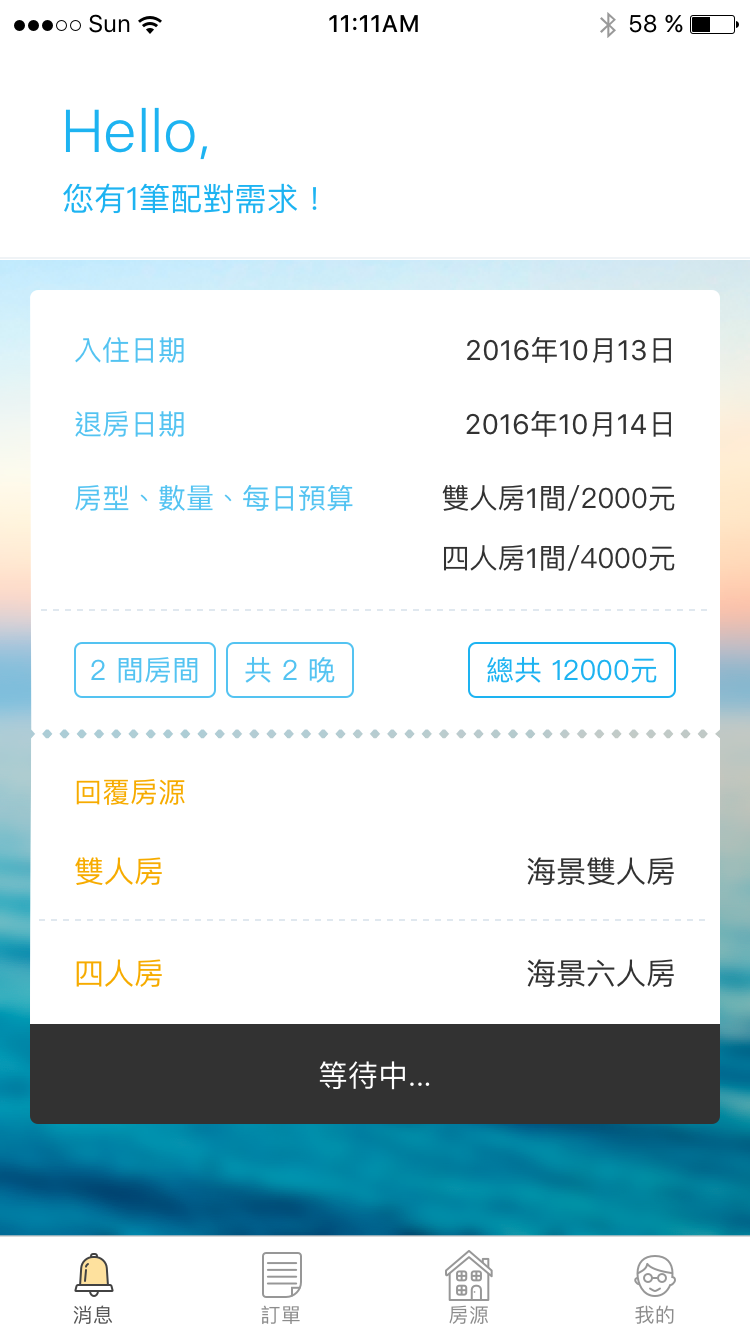 ●●●○○ Sun 11:11AM 58 %
Hello,
您有1筆配對需求！
入住日期 2016年10月13日
退房日期 2016年10月14日
房型、數量、每日預算 雙人房1間/2000元
四人房1間/4000元
2 間房間 共 2 晚 總共 12000元
回覆房源
雙人房 海景雙人房
四人房 海景六人房
等待中...
消息 訂單 房源 我的